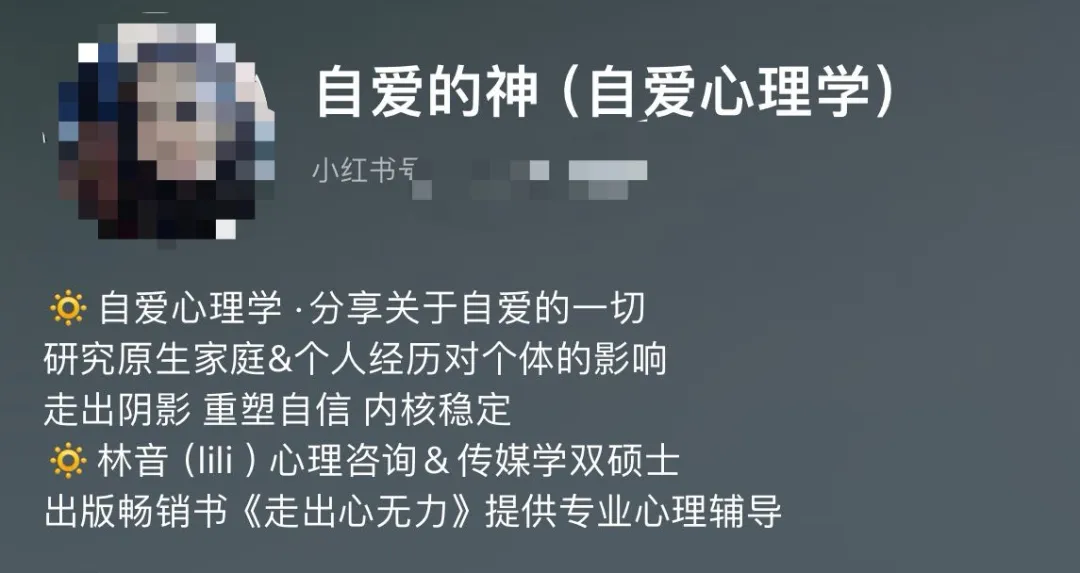 自爱的神（自爱心理学）
小红书号
🔅 自爱心理学 ·分享关于自爱的一切
研究原生家庭&个人经历对个体的影响
走出阴影 重塑自信 内核稳定
🔅 林音（lili ）心理咨询＆传媒学双硕士
出版畅销书《走出心无力》提供专业心理辅导